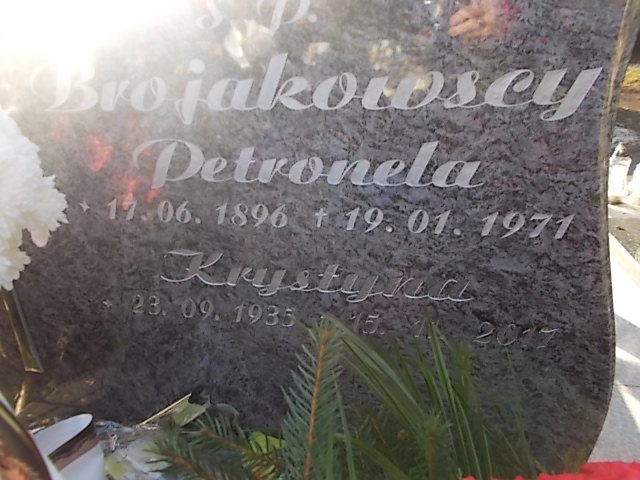 Ś. P.
Brojakowscy
Petronela
* 17. 06. 1896 † 19. 01. 1971
Krystyna
* 23. 09. 1935 † 15. 2017